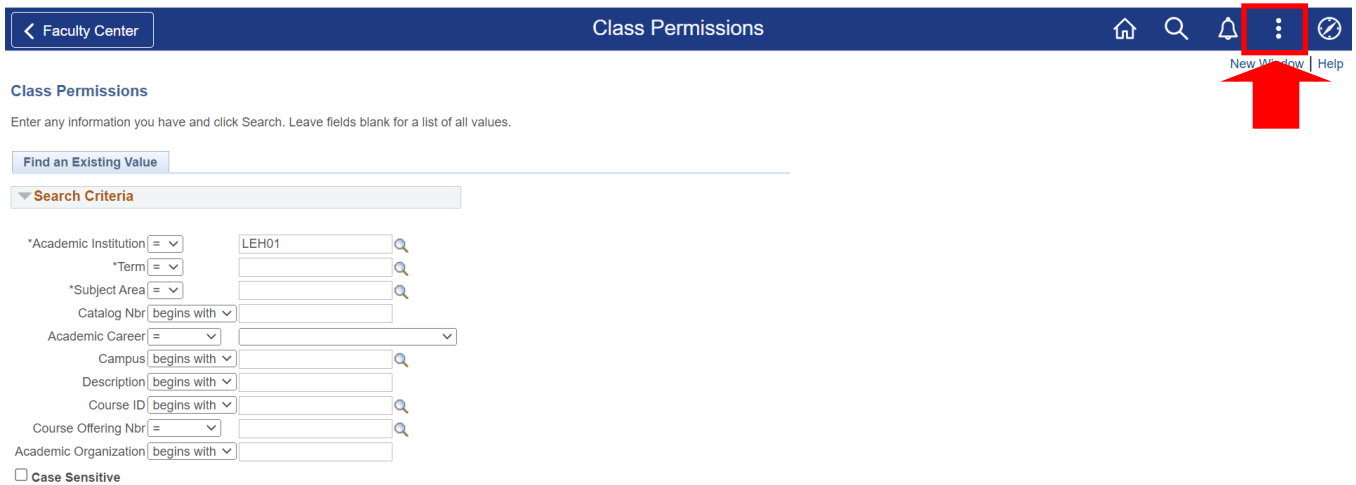 Faculty Center Class Permissions
New Window | Help
Class Permissions
Enter any information you have and click Search. Leave fields blank for a list of all values.
Find an Existing Value
Search Criteria
*Academic Institution = LEH01
*Term =
*Subject Area =
Catalog Nbr begins with
Academic Career =
Campus begins with
Description begins with
Course ID begins with
Course Offering Nbr =
Academic Organization begins with
Case Sensitive